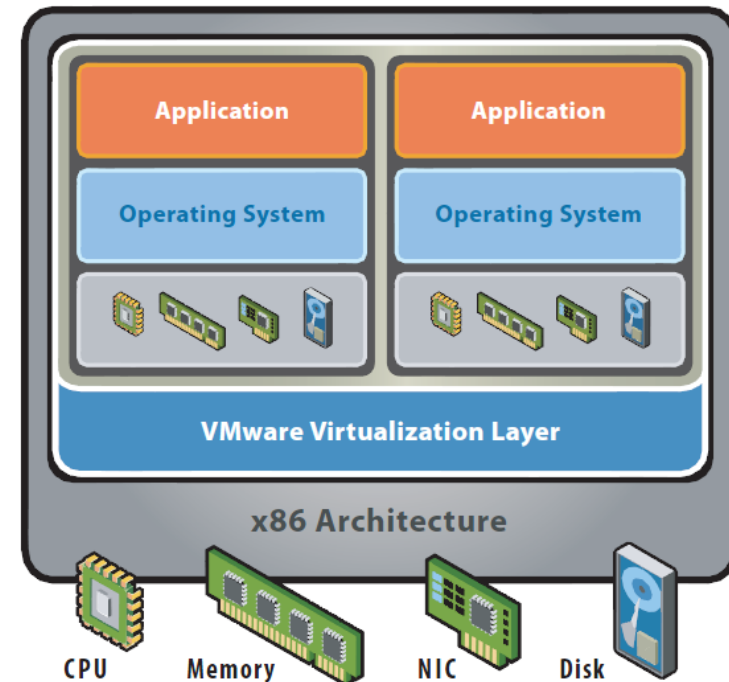 Application
Application
Operating System
Operating System
VMware Virtualization Layer
x86 Architecture
CPU
Memory
NIC
Disk